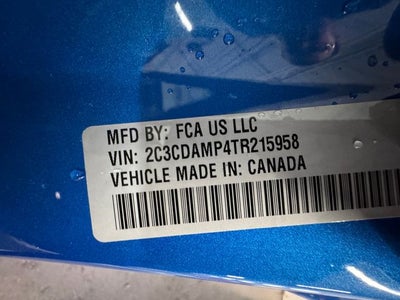 MFD BY: FCA US LLC
VIN: 2C3CDAMP4TR215958
VEHICLE MADE IN: CANADA